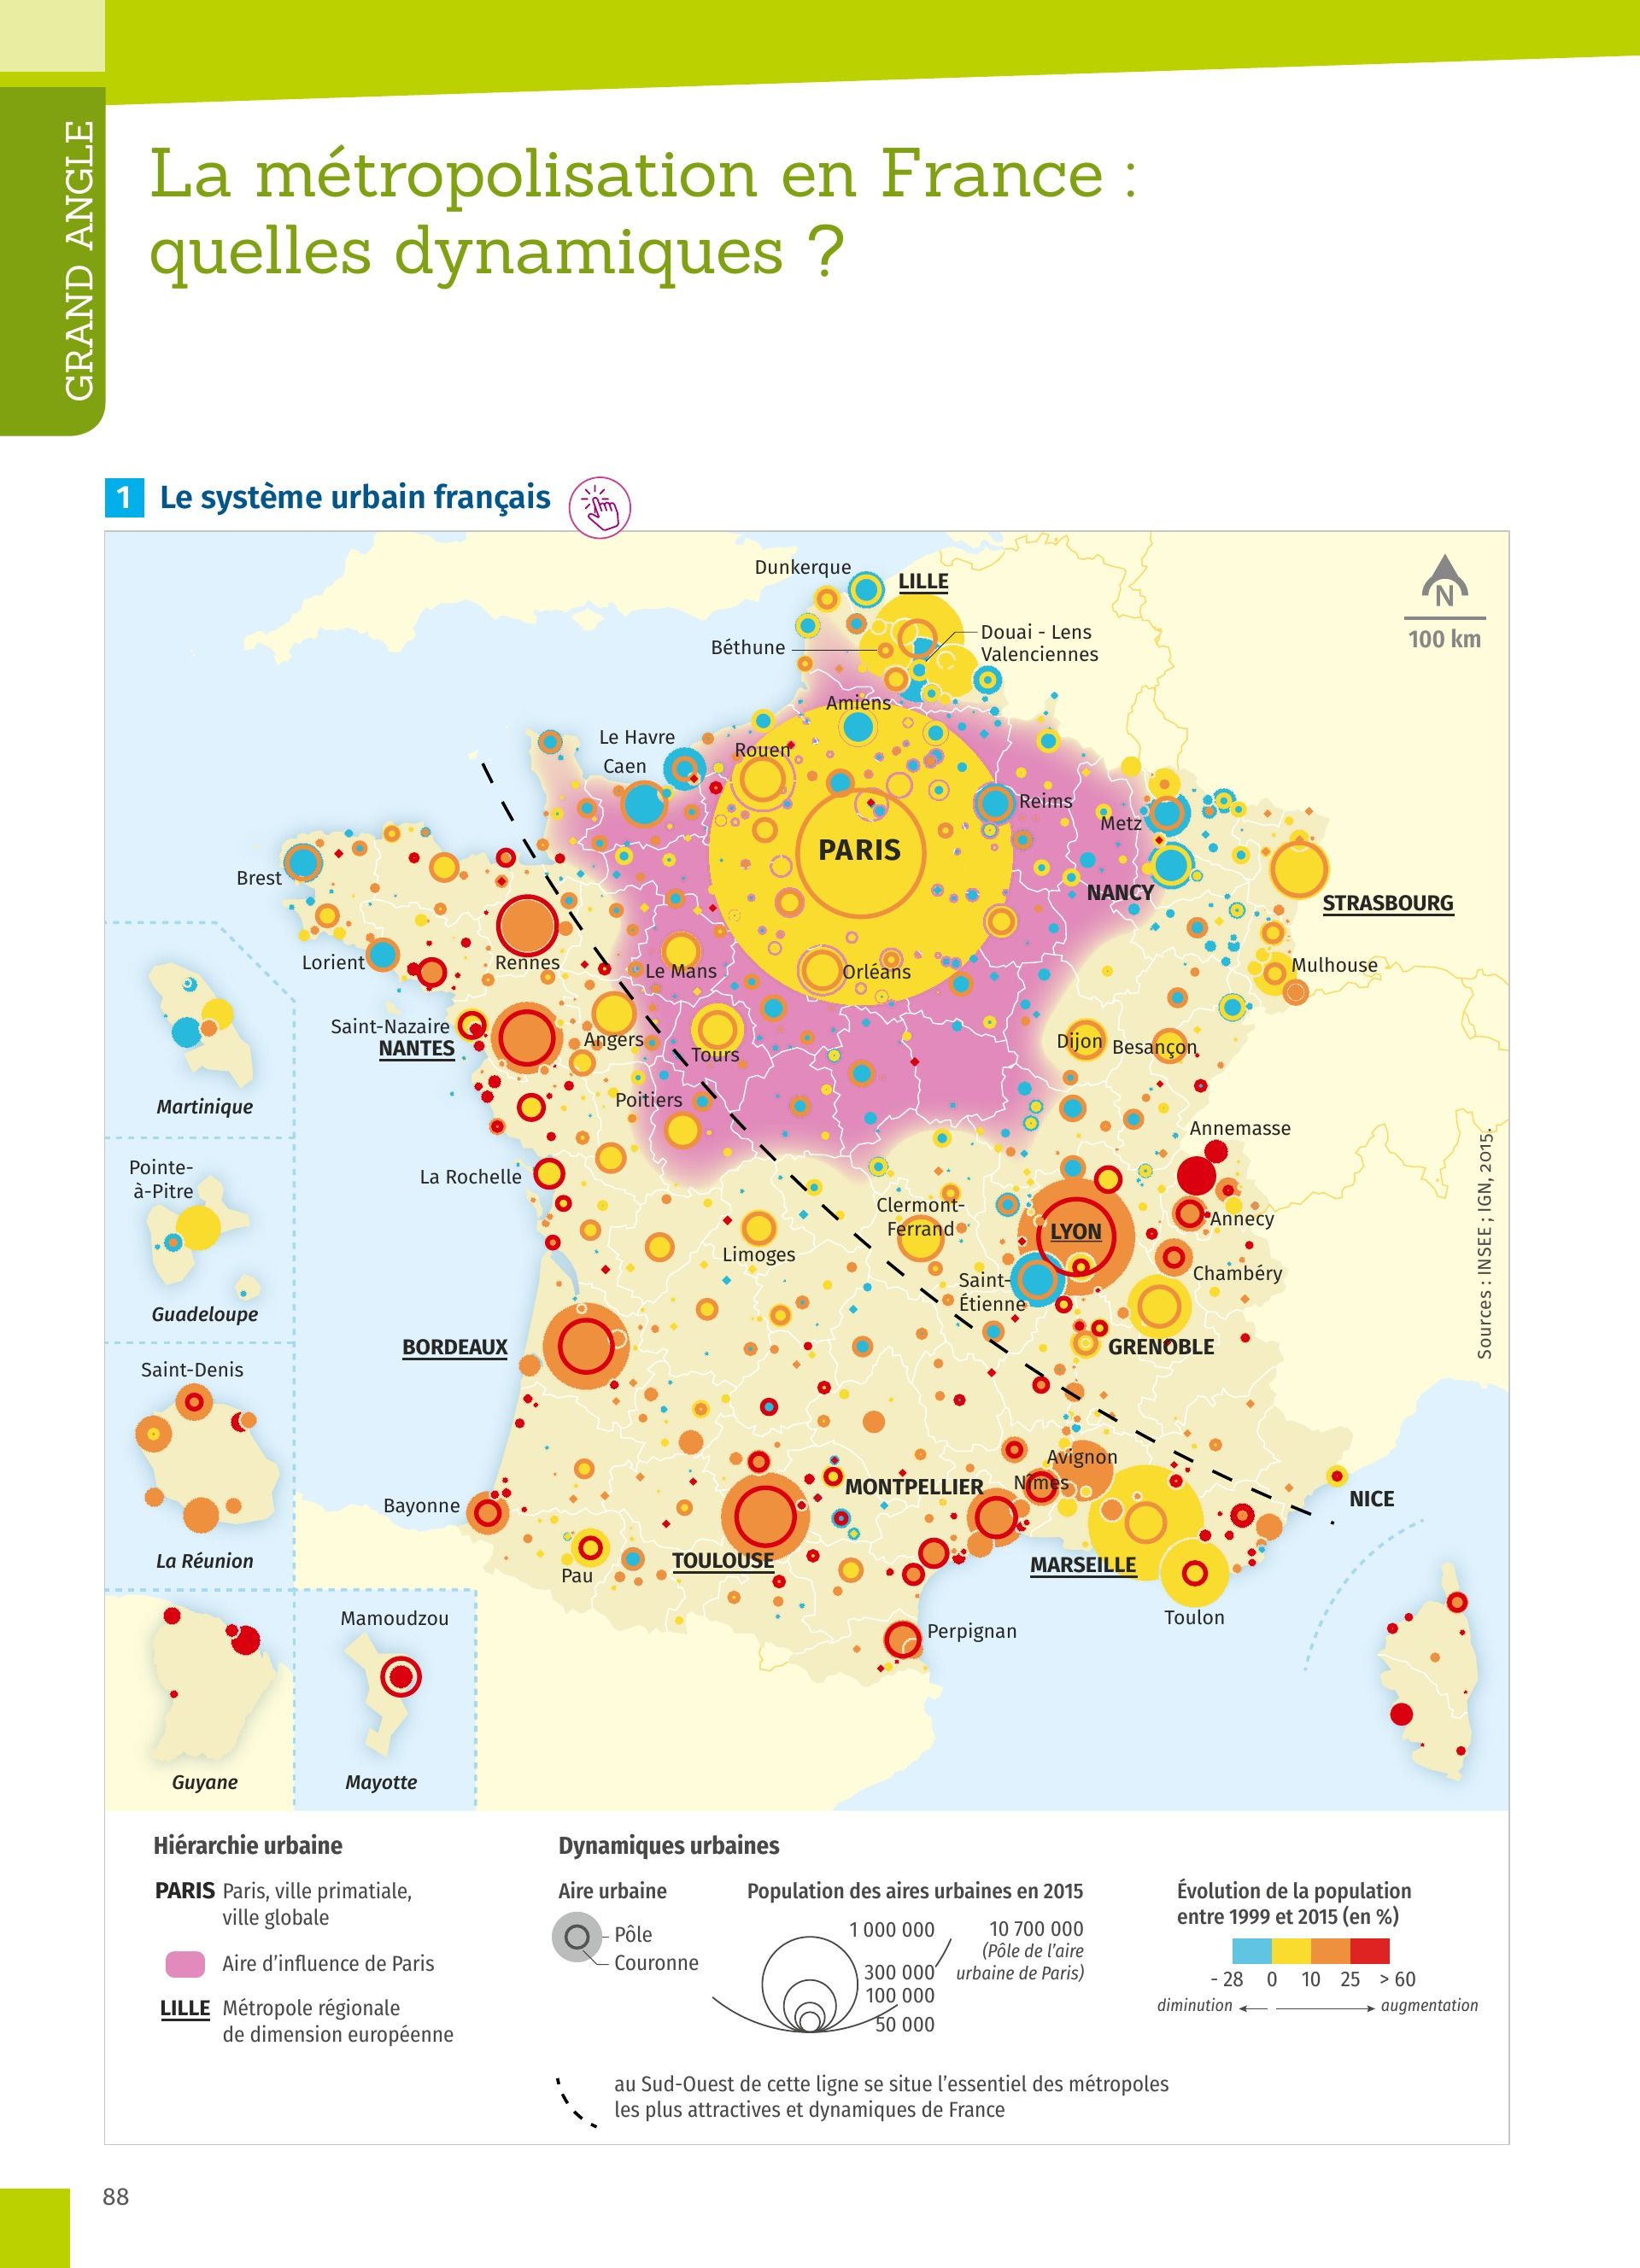 GRAND ANGLE
La métropolisation en France :
quelles dynamiques ?
1 Le système urbain français
N
100 km
Dunkerque
LILLE
Douai - Lens
Valenciennes
Béthune
Amiens
Le Havre
Caen
Rouen
Reims
Metz
PARIS
Brest
NANCY
STRASBOURG
Lorient
Rennes
Le Mans
Orléans
Mulhouse
Saint-Nazaire
NANTES
Angers
Tours
Dijon
Besançon
Poitiers
Martinique
Annemasse
Pointe-
à-Pitre
La Rochelle
Clermont-
Ferrand
LYON
Annecy
Limoges
Chambéry
Saint-
Étienne
Guadeloupe
BORDEAUX
GRENOBLE
Saint-Denis
Avignon
Nîmes
MONTPELLIER
NICE
Bayonne
La Réunion
TOULOUSE
MARSEILLE
Pau
Toulon
Mamoudzou
Perpignan
Guyane
Mayotte
Sources : INSEE ; IGN, 2015.
Hiérarchie urbaine
PARIS Paris, ville primatiale,
ville globale
Aire d'influence de Paris
LILLE Métropole régionale
de dimension européenne
Dynamiques urbaines
Aire urbaine
Pôle
Couronne
Population des aires urbaines en 2015
1 000 000
300 000
100 000
50 000
10 700 000
(Pôle de l'aire
urbaine de Paris)
Évolution de la population
entre 1999 et 2015 (en %)
- 28 0 10 25 > 60
diminution augmentation
au Sud-Ouest de cette ligne se situe l'essentiel des métropoles
les plus attractives et dynamiques de France
88